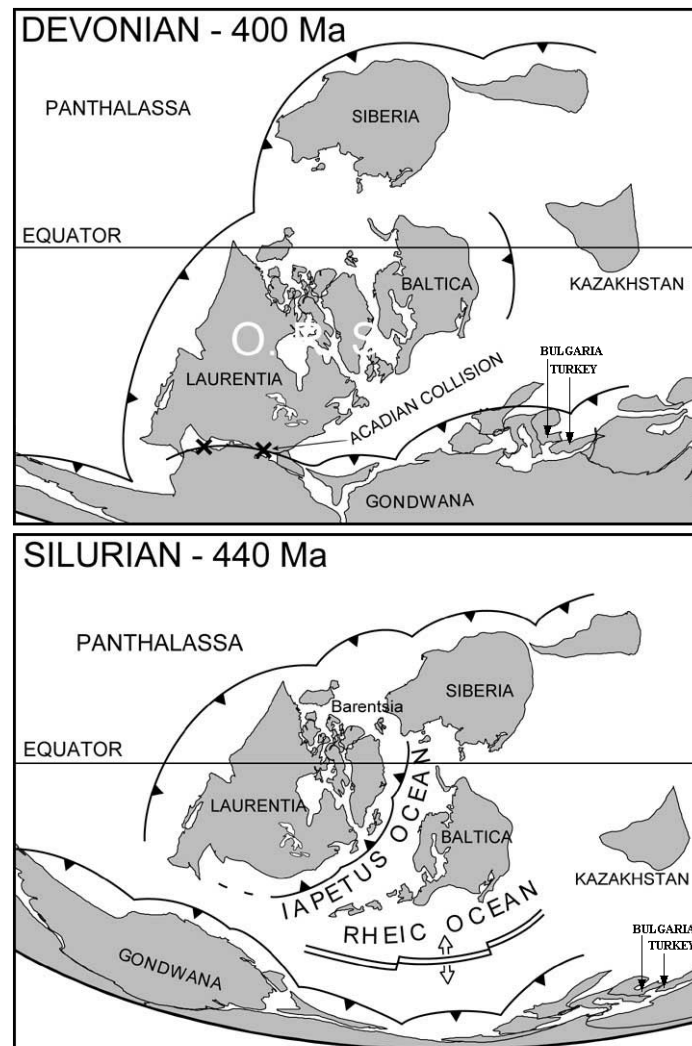 DEVONIAN - 400 Ma
PANTHALASSA
SIBERIA
EQUATOR
BALTICA
KAZAKHSTAN
O. R. S.
BULGARIA
TURKEY
LAURENTIA
ACADIAN COLLISION
GONDWANA
SILURIAN - 440 Ma
PANTHALASSA
SIBERIA
Barentsia
EQUATOR
LAURENTIA
IAPETUS OCEAN
BALTICA
KAZAKHSTAN
RHEIC OCEAN
BULGARIA
TURKEY
GONDWANA